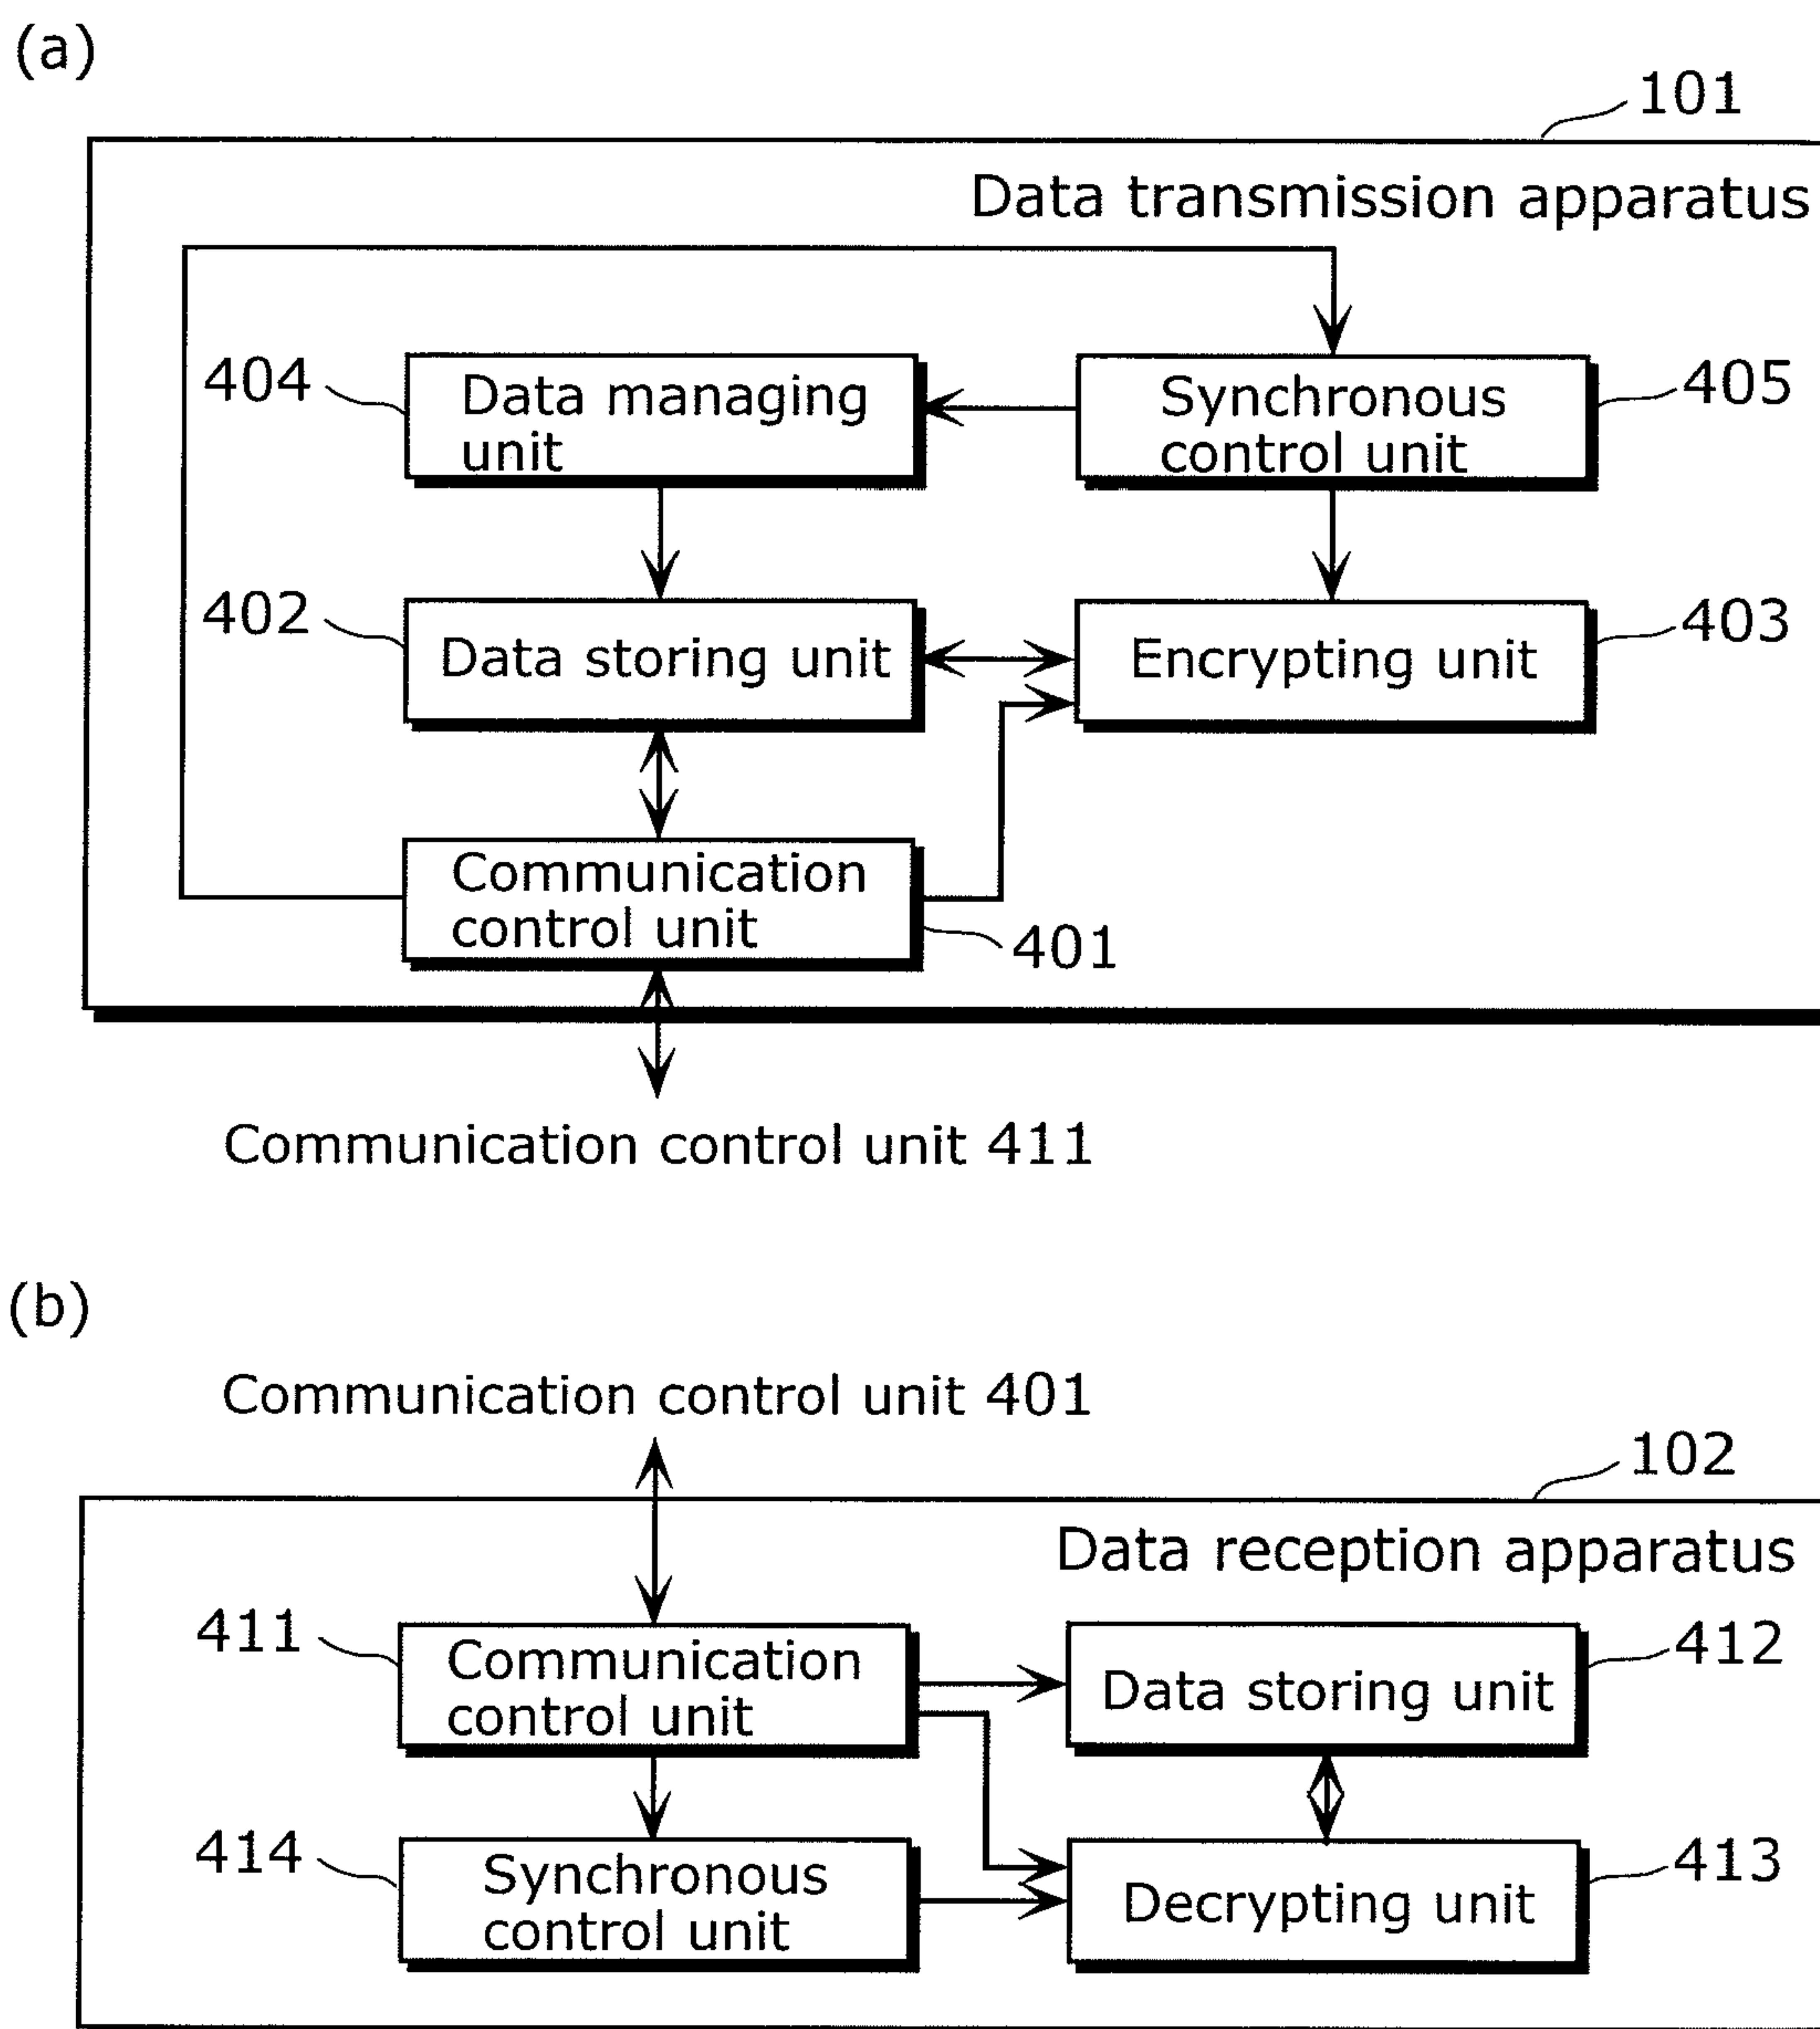 (a)
101
Data transmission apparatus
404
Data managing
unit
Synchronous
control unit
405
402
Data storing unit
Encrypting unit
403
Communication
control unit
401
Communication control unit 411
(b)
Communication control unit 401
102
Data reception apparatus
411
Communication
control unit
Data storing unit
412
414
Synchronous
control unit
Decrypting unit
413